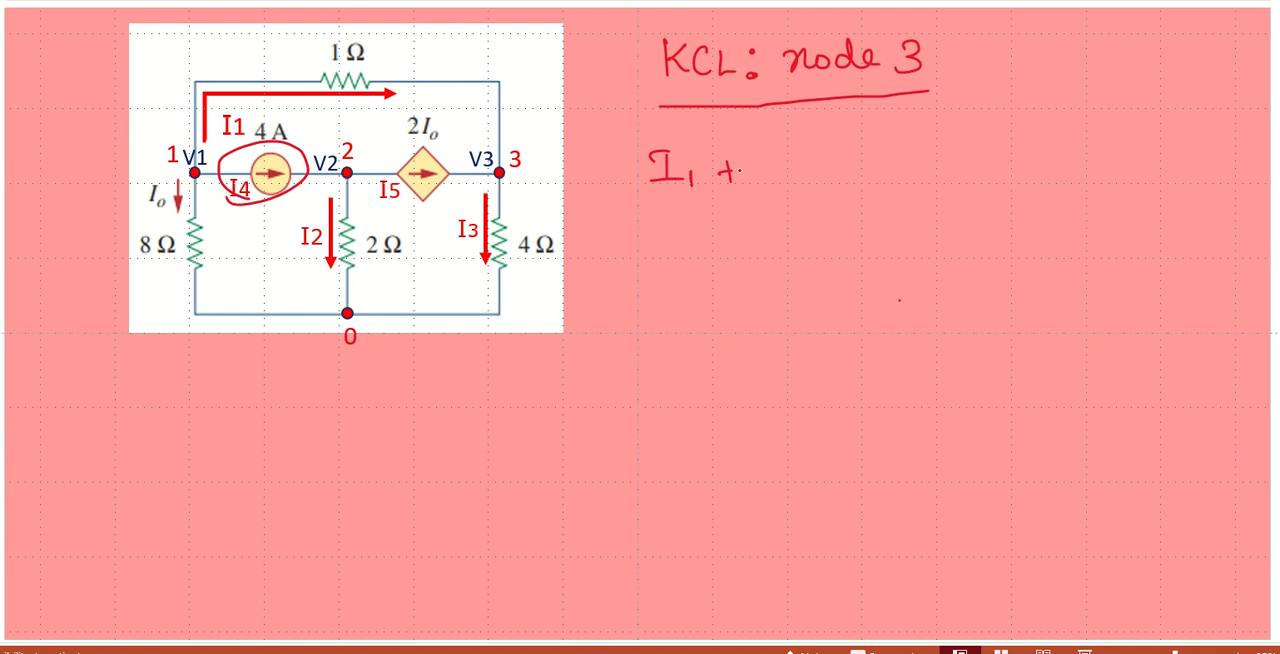 KCL: node 3
I₁ +
1 Ω
I1
4 A
2Iₒ
1
V1
V2
2
V3
3
I4
I5
Iₒ
8 Ω
I2
2 Ω
I3
4 Ω
0